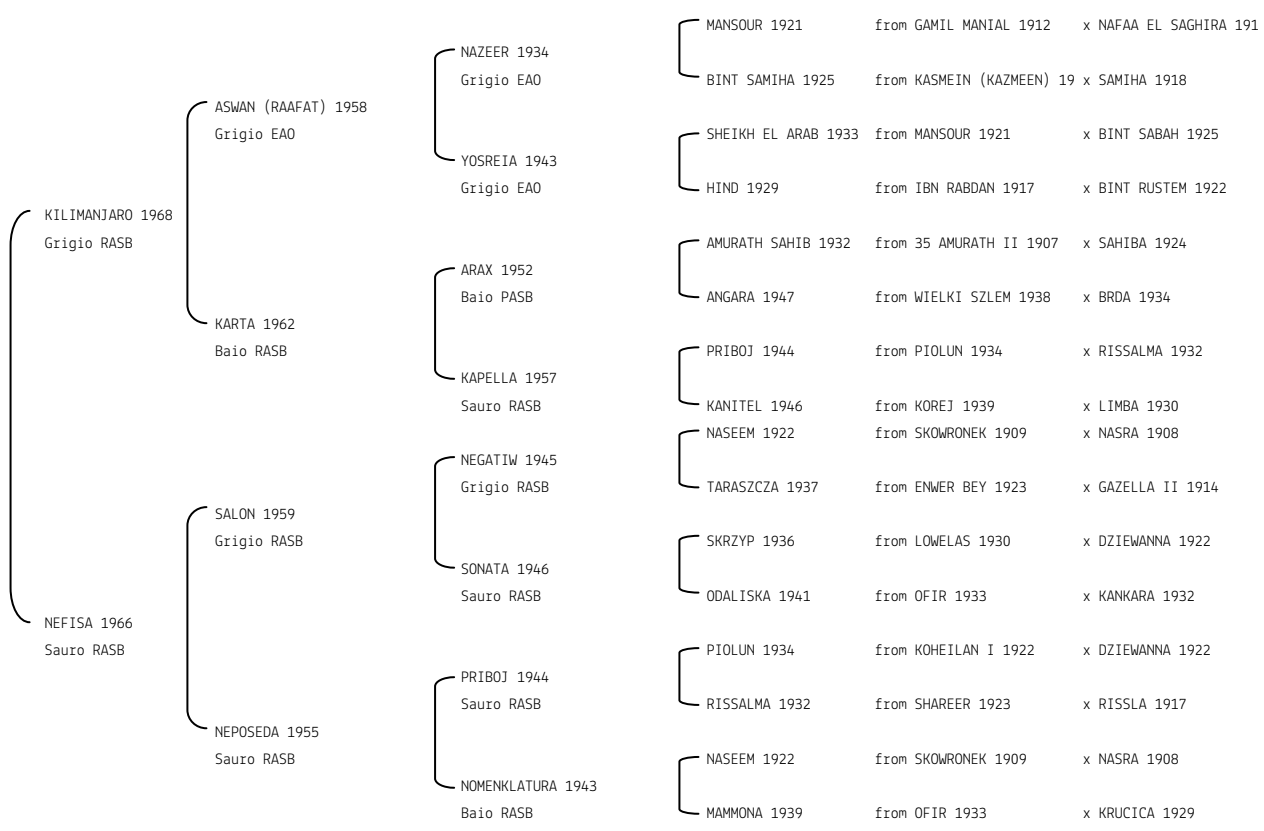 MANSOUR 1921 from GAMIL MANIAL 1912 x NAFAA EL SAGHIRA 191
NAZEER 1934
Grigio EAO BINT SAMIHA 1925 from KASMEIN (KAZMEEN) 19 x SAMIHA 1918
ASWAN (RAAFAT) 1958
Grigio EAO SHEIKH EL ARAB 1933 from MANSOUR 1921 x BINT SABAH 1925
YOSREIA 1943
Grigio EAO HIND 1929 from IBN RABDAN 1917 x BINT RUSTEM 1922
KILIMANJARO 1968
Grigio RASB AMURATH SAHIB 1932 from 35 AMURATH II 1907 x SAHIBA 1924
ARAX 1952
Baio PASB ANGARA 1947 from WIELKI SZLEM 1938 x BRDA 1934
KARTA 1962
Baio RASB PRIBOJ 1944 from PIOLUN 1934 x RISSALMA 1932
KAPELLA 1957
Sauro RASB KANITEL 1946 from KOREJ 1939 x LIMBA 1930
NASEEM 1922 from SKOWRONEK 1909 x NASRA 1908
NEGATIW 1945
Grigio RASB TARASZCZA 1937 from ENWER BEY 1923 x GAZELLA II 1914
SALON 1959
Grigio RASB SKRZYP 1936 from LOWELAS 1930 x DZIEWANNA 1922
SONATA 1946
Sauro RASB ODALISKA 1941 from OFIR 1933 x KANKARA 1932
NEFISA 1966
Sauro RASB PIOLUN 1934 from KOHEILAN I 1922 x DZIEWANNA 1922
PRIBOJ 1944
Sauro RASB RISSALMA 1932 from SHAREER 1923 x RISSLA 1917
NEPOSEDA 1955
Sauro RASB NASEEM 1922 from SKOWRONEK 1909 x NASRA 1908
NOMENKLATURA 1943
Baio RASB MAMMONA 1939 from OFIR 1933 x KRUCICA 1929